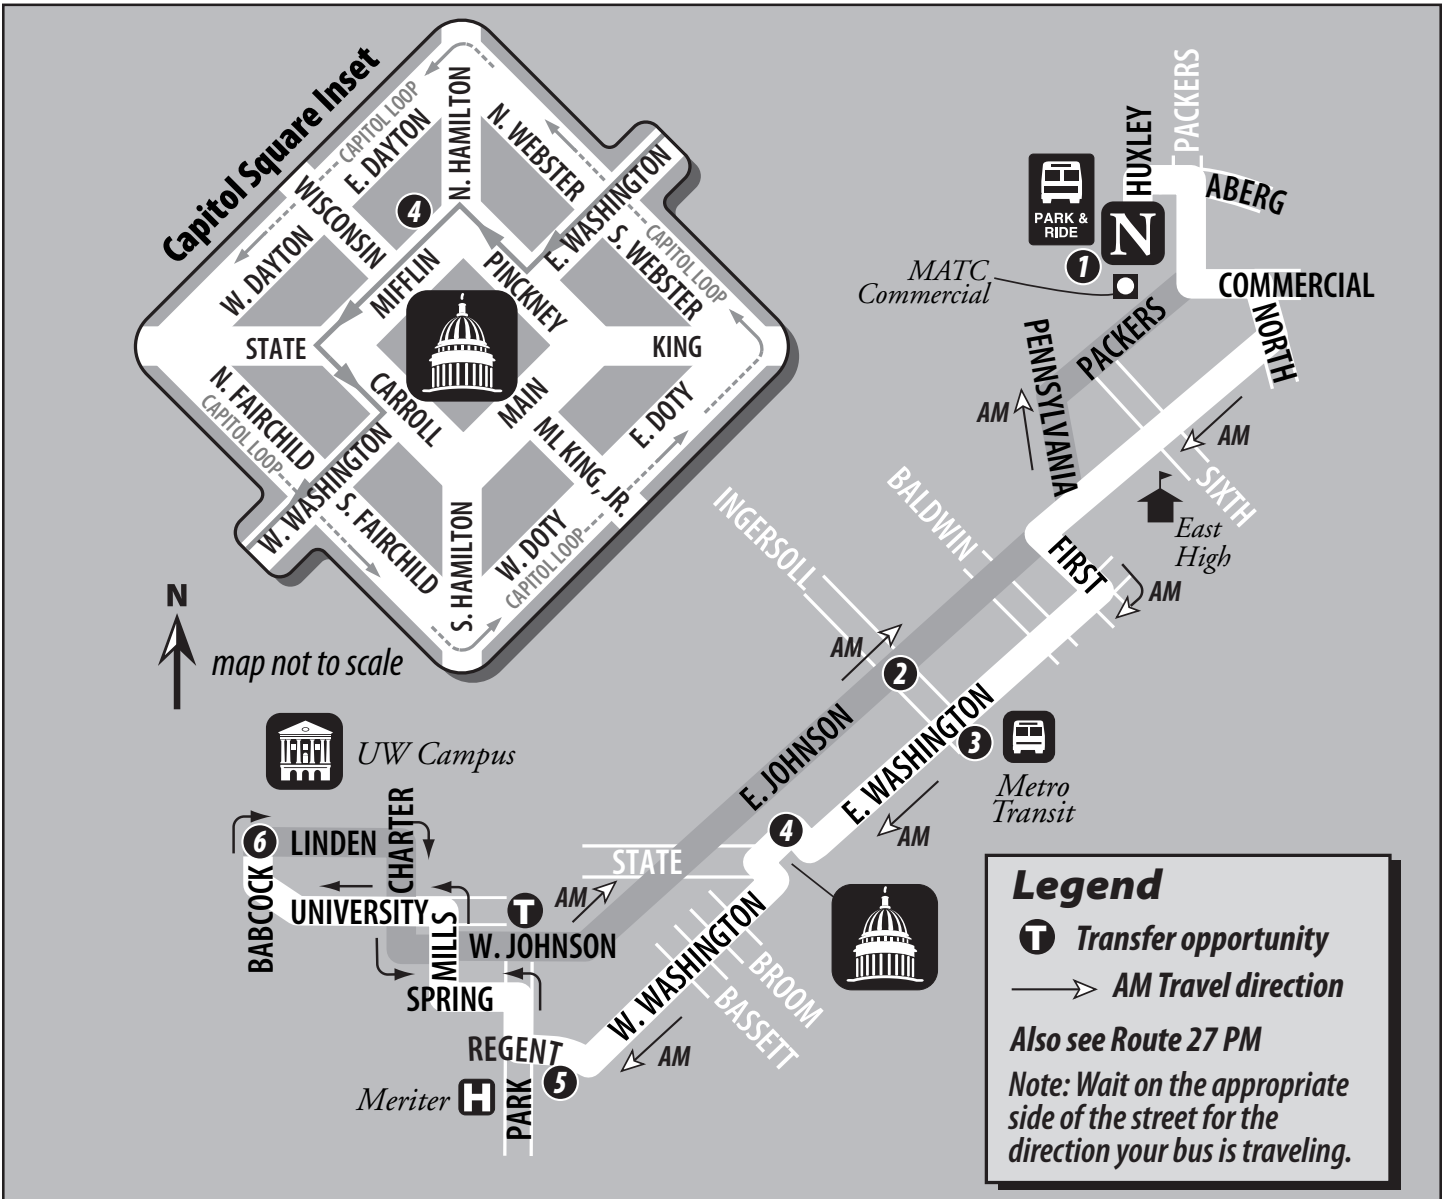 Capitol Square Inset
CAPITOL LOOP
E. DAYTON
N. HAMILTON
N. WEBSTER
E. WASHINGTON
WISCONSIN
4
S. WEBSTER
CAPITOL LOOP
W. DAYTON
MIFFLIN
PINCKNEY
STATE
KING
N. FAIRCHILD
CAPITOL LOOP
CARROLL
MAIN
E. DOTY
ML KING, JR.
W. WASHINGTON
S. FAIRCHILD
S. HAMILTON
W. DOTY
CAPITOL LOOP
N
map not to scale
PACKERS
HUXLEY
ABERG
PARK &
RIDE
N
1
MATC
Commercial
COMMERCIAL
NORTH
PACKERS
PENNSYLVANIA
AM
AM
SIXTH
East
High
BALDWIN
INGERSOLL
FIRST
AM
AM
2
E. JOHNSON
E. WASHINGTON
3
Metro
Transit
AM
4
STATE
UW Campus
6
LINDEN
CHARTER
BABCOCK
UNIVERSITY
MILLS
T
AM
W. JOHNSON
SPRING
W. WASHINGTON
BROOM
BASSETT
AM
REGENT
5
Meriter H
PARK
Legend
T Transfer opportunity
AM Travel direction
Also see Route 27 PM
Note: Wait on the appropriate
side of the street for the
direction your bus is traveling.